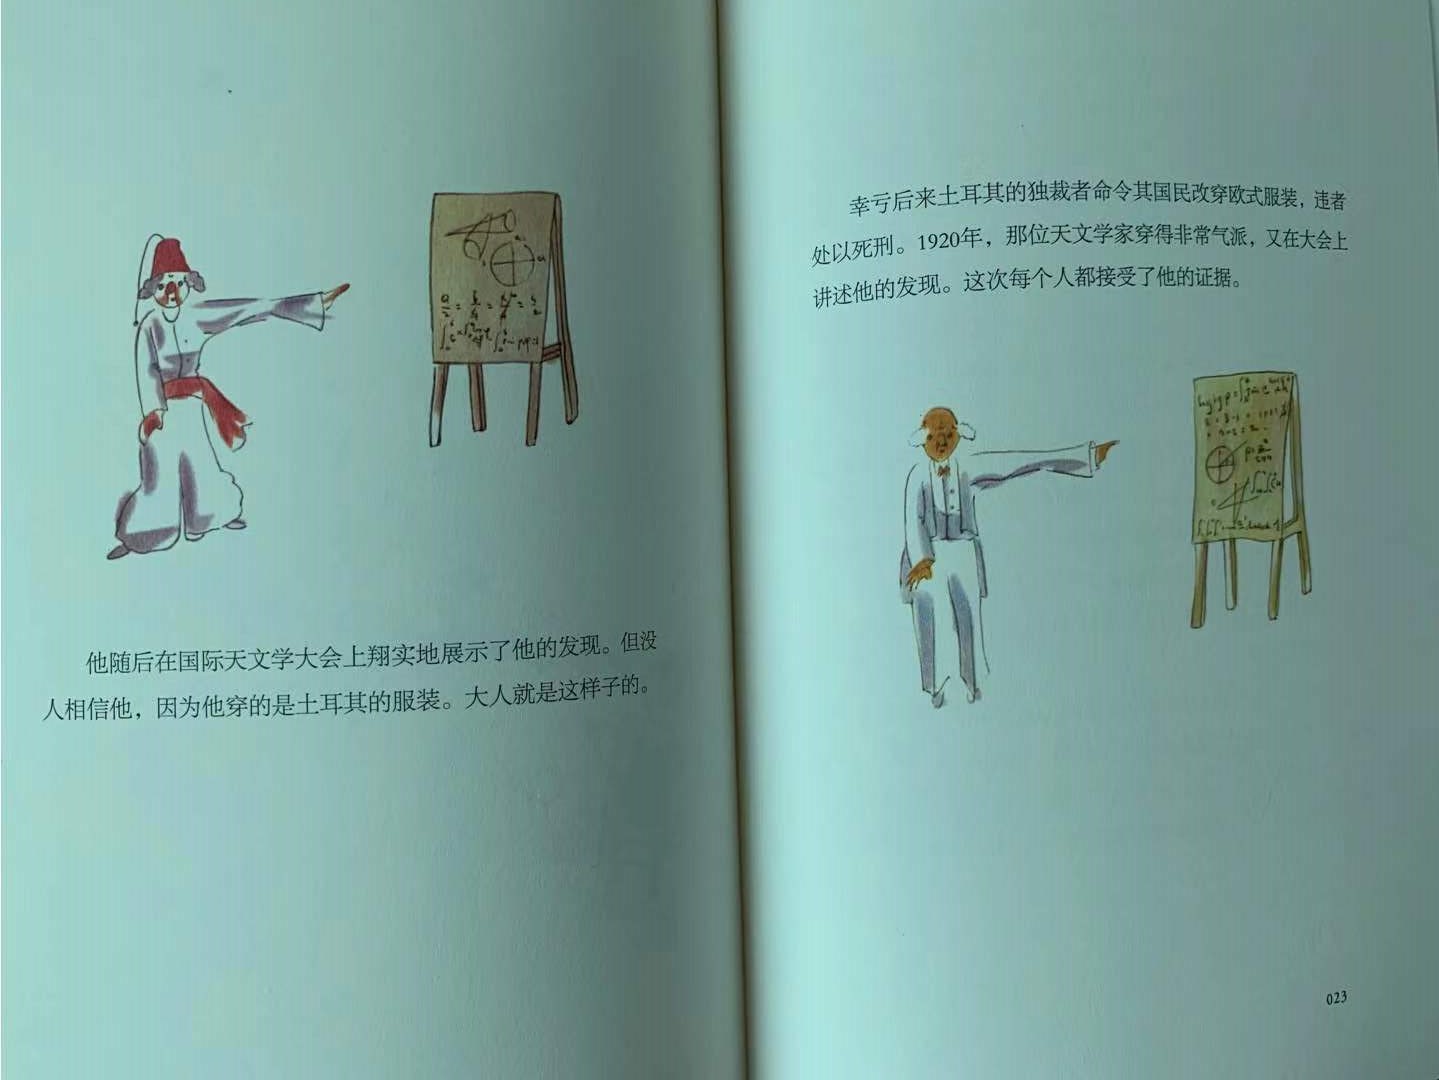 他随后在国际天文学大会上翔实地展示了他的发现。但没
人相信他，因为他穿的是土耳其的服装。大人就是这样子的。
幸亏后来土耳其的独裁者命令其国民改穿欧式服装，违者
处以死刑。1920年，那位天文学家穿得非常气派，又在大会上
讲述他的发现。这次每个人都接受了他的证据。
023